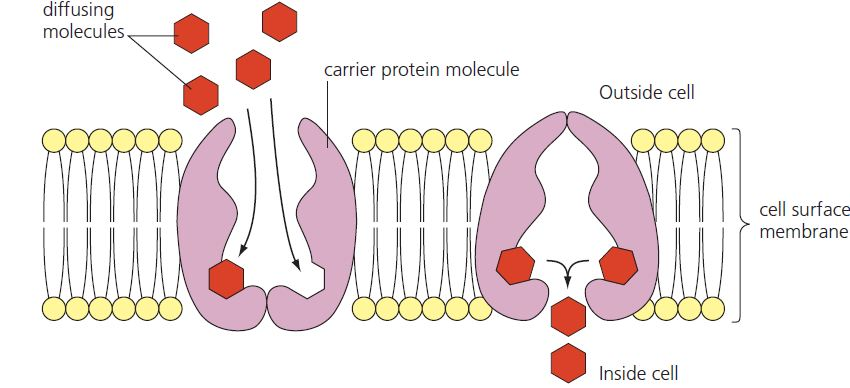 diffusing
molecules
carrier protein molecule
Outside cell
cell surface
membrane
Inside cell